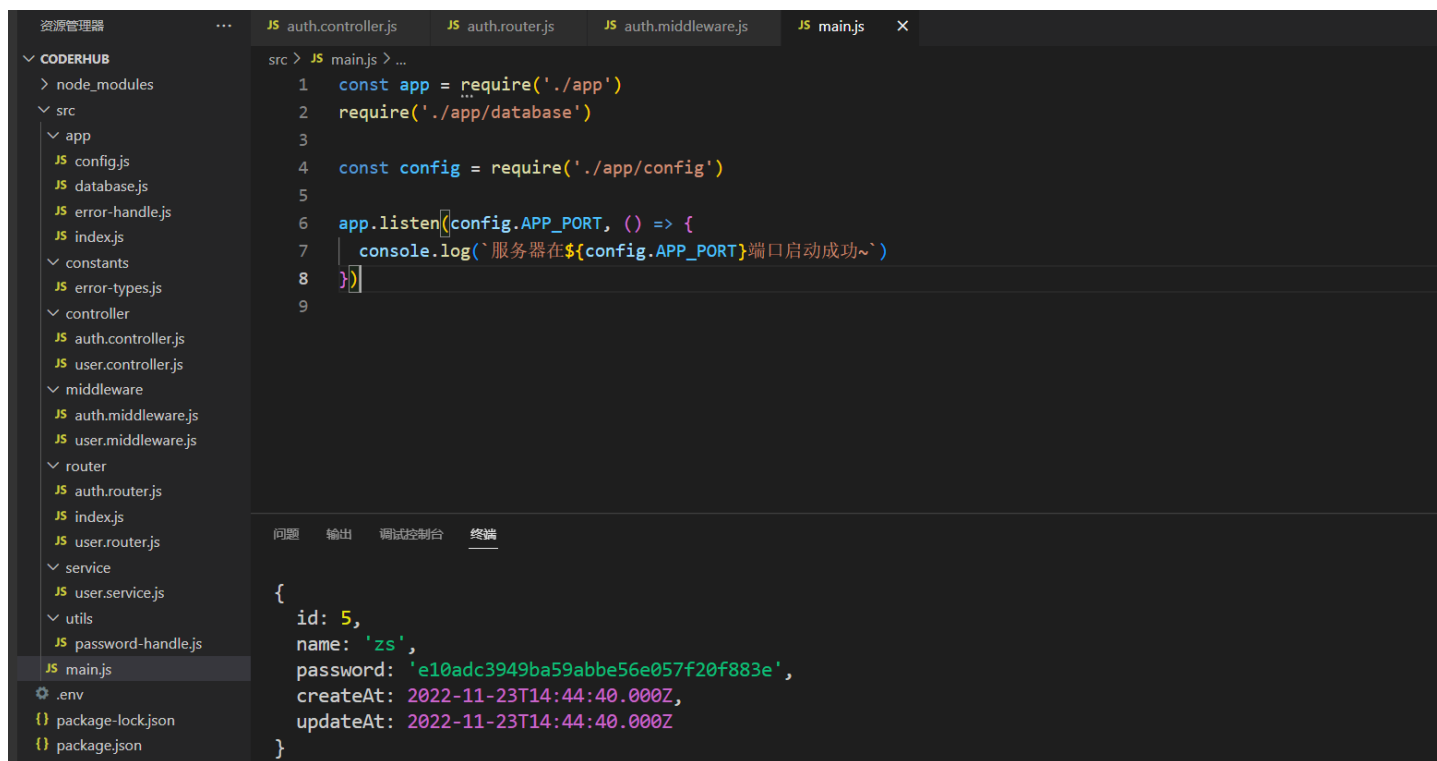 资源管理器 ···
CODERHUB
node_modules
src
app
JS config.js
JS database.js
JS error-handle.js
JS index.js
constants
JS error-types.js
controller
JS auth.controller.js
JS user.controller.js
middleware
JS auth.middleware.js
JS user.middleware.js
router
JS auth.router.js
JS index.js
JS user.router.js
service
JS user.service.js
utils
JS password-handle.js
JS main.js
.env
{} package-lock.json
{} package.json
JS auth.controller.js JS auth.router.js JS auth.middleware.js JS main.js ×
src > JS main.js > ...
1 const app = require('./app')
2 require('./app/database')
3
4 const config = require('./app/config')
5
6 app.listen(config.APP_PORT, () => {
7 console.log(`服务器在${config.APP_PORT}端口启动成功~`)
8 })
9
问题 输出 调试控制台 终端
{
id: 5,
name: 'zs',
password: 'e10adc3949ba59abbe56e057f20f883e',
createAt: 2022-11-23T14:44:40.000Z,
updateAt: 2022-11-23T14:44:40.000Z
}